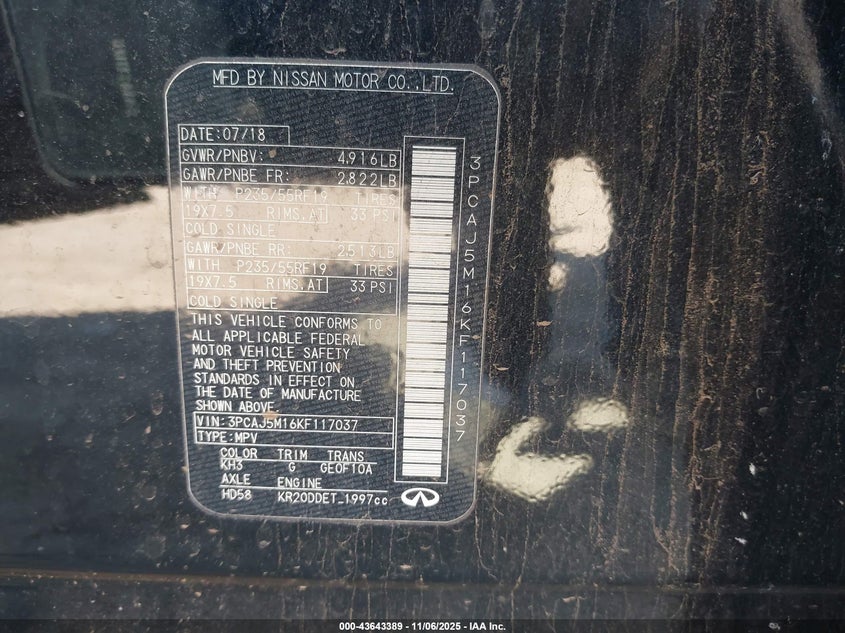 MFD BY NISSAN MOTOR CO.,LTD.
DATE: 07/18
GVWR/PNBV: 4,916LB
GAWR/PNBE FR: 2,822LB
WITH P235/55RF19 TIRES
19X7.5 RIMS.AT 33 PSI
COLD SINGLE
GAWR/PNBE RR: 2,513LB
WITH P235/55RF19 TIRES
19X7.5 RIMS.AT 33 PSI
COLD SINGLE
THIS VEHICLE CONFORMS TO
ALL APPLICABLE FEDERAL
MOTOR VEHICLE SAFETY
AND THEFT PREVENTION
STANDARDS IN EFFECT ON
THE DATE OF MANUFACTURE
SHOWN ABOVE.
VIN: 3PCAJ5M16KF117037
TYPE: MPV
COLOR TRIM TRANS
KH3 G GE0F10A
AXLE ENGINE
HD58 KR20DDET_1997cc
3PCAJ5M16KF117037
000-43643389 - 11/06/2025 - IAA Inc.